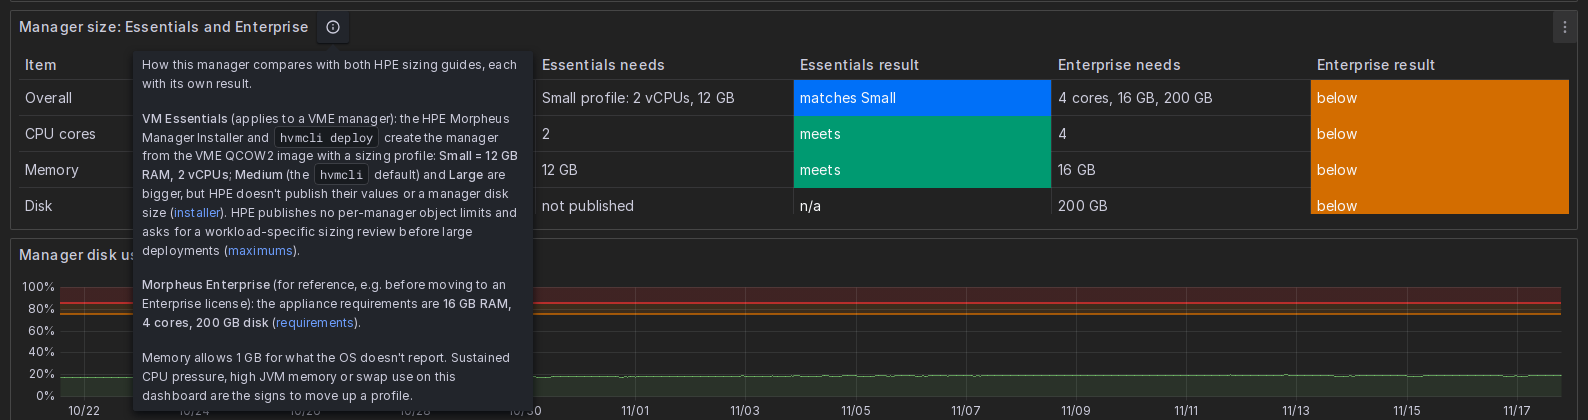 Manager size: Essentials and Enterprise
Item
Essentials needs
Essentials result
Enterprise needs
Enterprise result
Overall
Small profile: 2 vCPUs, 12 GB
matches Small
4 cores, 16 GB, 200 GB
below
CPU cores
2
meets
4
below
Memory
12 GB
meets
16 GB
below
Disk
not published
n/a
200 GB
below
How this manager compares with both HPE sizing guides, each
with its own result.
VM Essentials (applies to a VME manager): the HPE Morpheus
Manager Installer and hvmcli deploy create the manager
from the VME QCOW2 image with a sizing profile: Small = 12 GB
RAM, 2 vCPUs; Medium (the hvmcli default) and Large are
bigger, but HPE doesn't publish their values or a manager disk
size (installer). HPE publishes no per-manager object limits and
asks for a workload-specific sizing review before large
deployments (maximums).
Morpheus Enterprise (for reference, e.g. before moving to an
Enterprise license): the appliance requirements are 16 GB RAM,
4 cores, 200 GB disk (requirements).
Memory allows 1 GB for what the OS doesn't report. Sustained
CPU pressure, high JVM memory or swap use on this
dashboard are the signs to move up a profile.
Manager disk us
100%
80%
60%
40%
20%
0%
10/22
10/24
10/26
10/28
10/30
11/01
11/03
11/05
11/07
11/09
11/11
11/13
11/15
11/17